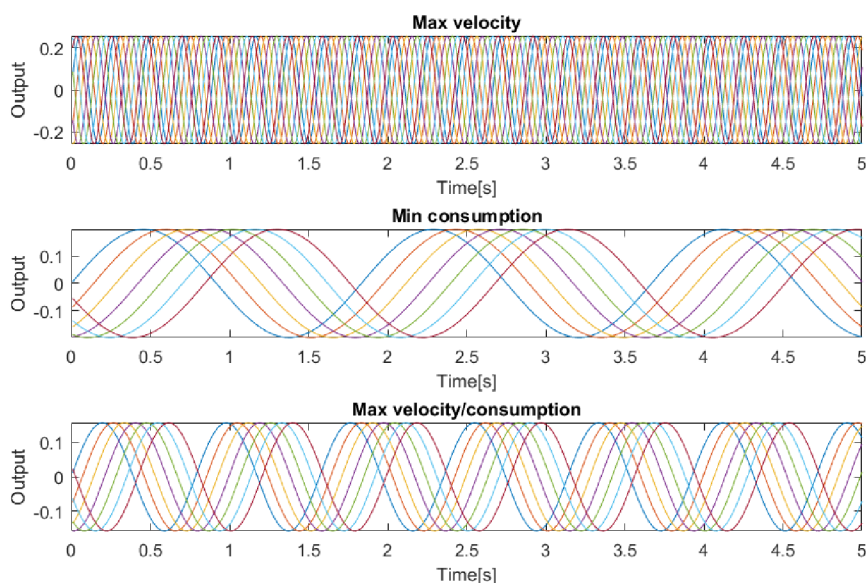 Max velocity
Output
0.2
0
-0.2
0 0.5 1 1.5 2 2.5 3 3.5 4 4.5 5
Time[s]
Min consumption
Output
0.1
0
-0.1
0 0.5 1 1.5 2 2.5 3 3.5 4 4.5 5
Time[s]
Max velocity/consumption
Output
0.1
0
-0.1
0 0.5 1 1.5 2 2.5 3 3.5 4 4.5 5
Time[s]